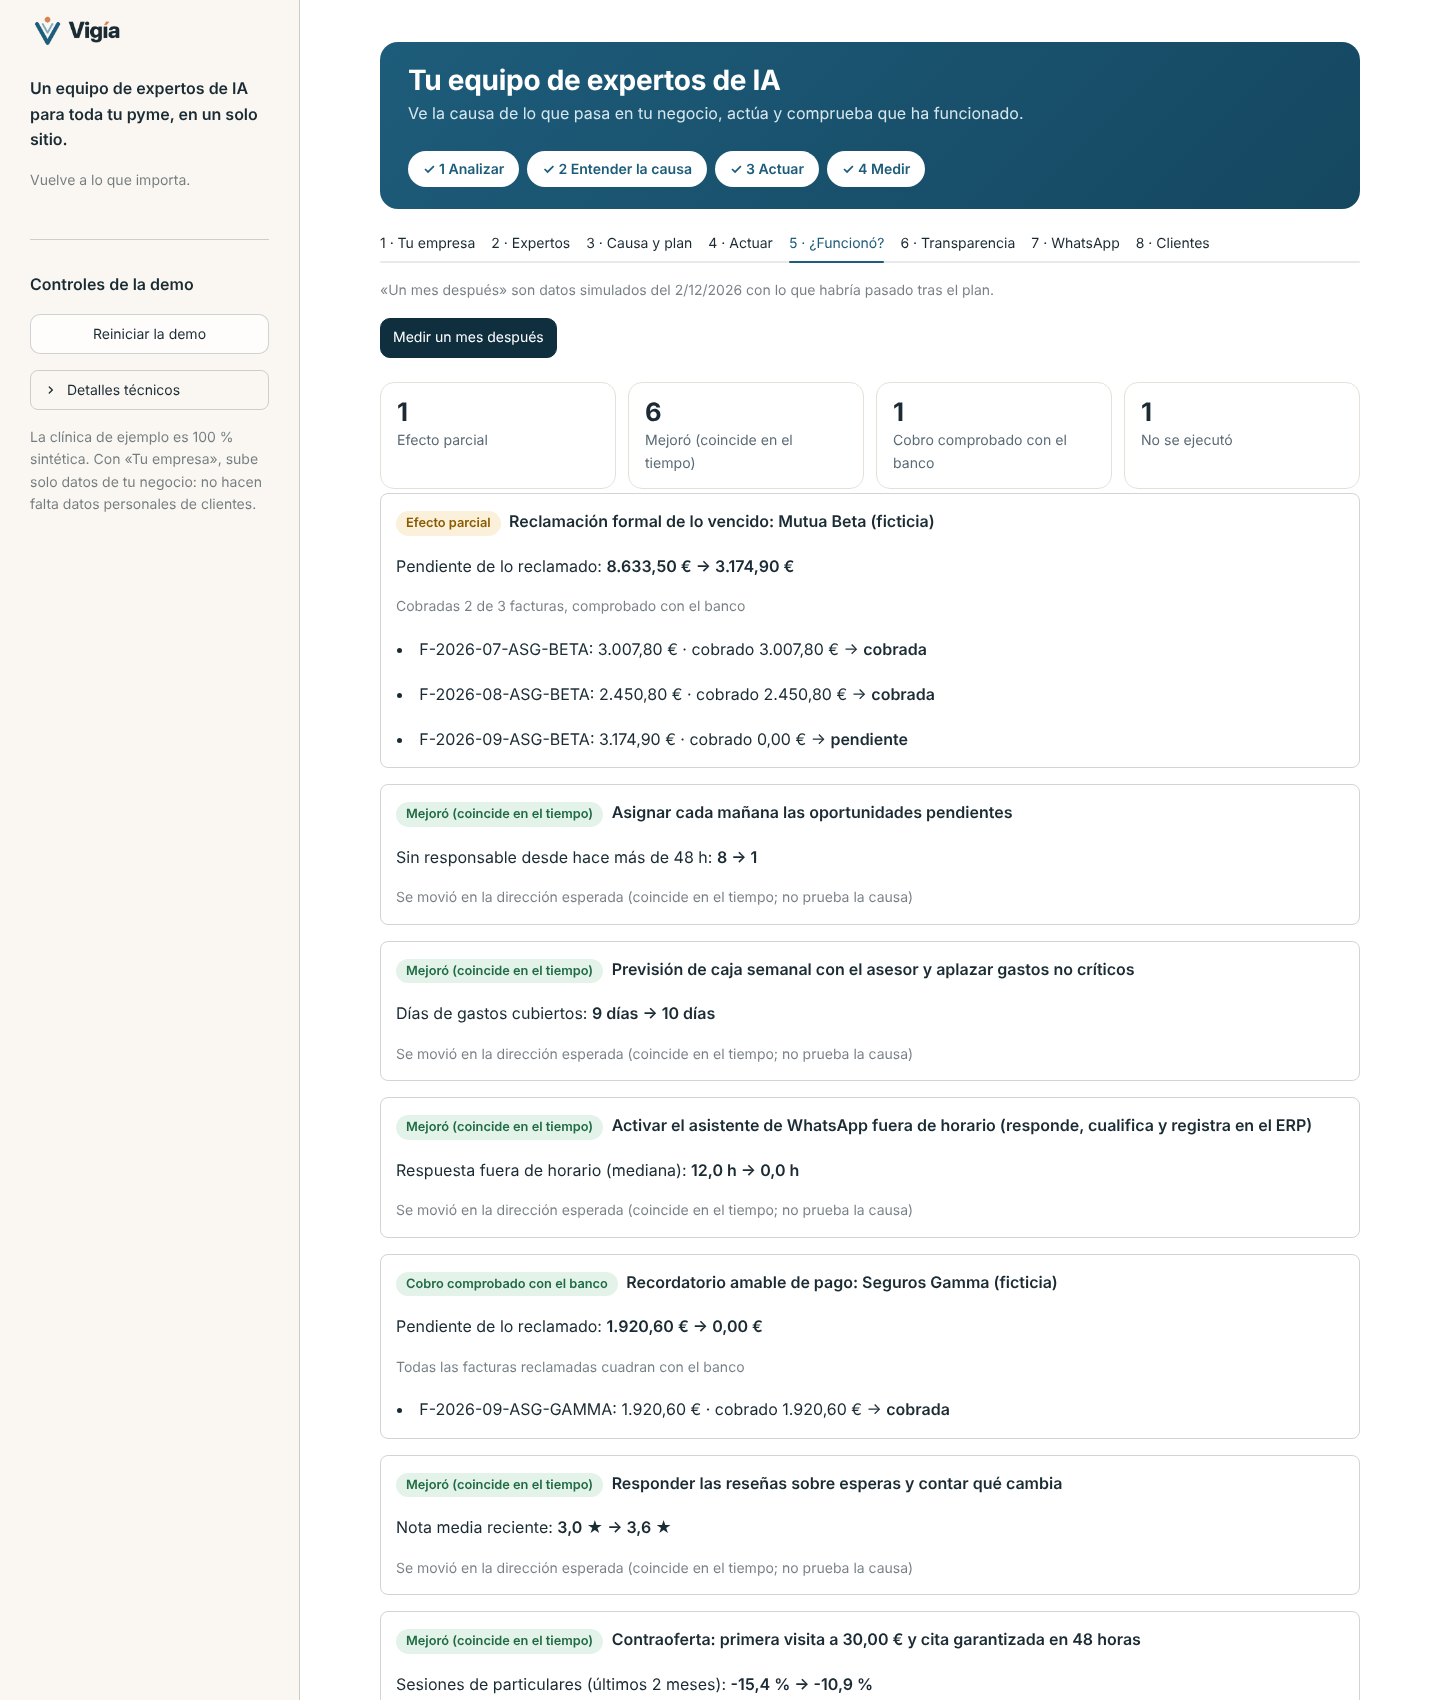 Vigía
Un equipo de expertos de IA
para toda tu pyme, en un solo
sitio.
Vuelve a lo que importa.
Controles de la demo
Reiniciar la demo
Detalles técnicos
La clínica de ejemplo es 100 %
sintética. Con «Tu empresa», sube
solo datos de tu negocio: no hacen
falta datos personales de clientes.
Tu equipo de expertos de IA
Ve la causa de lo que pasa en tu negocio, actúa y comprueba que ha funcionado.
✓ 1 Analizar ✓ 2 Entender la causa ✓ 3 Actuar ✓ 4 Medir
1 · Tu empresa 2 · Expertos 3 · Causa y plan 4 · Actuar 5 · ¿Funcionó? 6 · Transparencia 7 · WhatsApp 8 · Clientes
«Un mes después» son datos simulados del 2/12/2026 con lo que habría pasado tras el plan.
Medir un mes después
1
Efecto parcial
6
Mejoró (coincide en el
tiempo)
1
Cobro comprobado con el
banco
1
No se ejecutó
Efecto parcial Reclamación formal de lo vencido: Mutua Beta (ficticia)
Pendiente de lo reclamado: 8.633,50 € → 3.174,90 €
Cobradas 2 de 3 facturas, comprobado con el banco
• F-2026-07-ASG-BETA: 3.007,80 € · cobrado 3.007,80 € → cobrada
• F-2026-08-ASG-BETA: 2.450,80 € · cobrado 2.450,80 € → cobrada
• F-2026-09-ASG-BETA: 3.174,90 € · cobrado 0,00 € → pendiente
Mejoró (coincide en el tiempo) Asignar cada mañana las oportunidades pendientes
Sin responsable desde hace más de 48 h: 8 → 1
Se movió en la dirección esperada (coincide en el tiempo; no prueba la causa)
Mejoró (coincide en el tiempo) Previsión de caja semanal con el asesor y aplazar gastos no críticos
Días de gastos cubiertos: 9 días → 10 días
Se movió en la dirección esperada (coincide en el tiempo; no prueba la causa)
Mejoró (coincide en el tiempo) Activar el asistente de WhatsApp fuera de horario (responde, cualifica y registra en el ERP)
Respuesta fuera de horario (mediana): 12,0 h → 0,0 h
Se movió en la dirección esperada (coincide en el tiempo; no prueba la causa)
Cobro comprobado con el banco Recordatorio amable de pago: Seguros Gamma (ficticia)
Pendiente de lo reclamado: 1.920,60 € → 0,00 €
Todas las facturas reclamadas cuadran con el banco
• F-2026-09-ASG-GAMMA: 1.920,60 € · cobrado 1.920,60 € → cobrada
Mejoró (coincide en el tiempo) Responder las reseñas sobre esperas y contar qué cambia
Nota media reciente: 3,0 ★ → 3,6 ★
Se movió en la dirección esperada (coincide en el tiempo; no prueba la causa)
Mejoró (coincide en el tiempo) Contraoferta: primera visita a 30,00 € y cita garantizada en 48 horas
Sesiones de particulares (últimos 2 meses): -15,4 % → -10,9 %